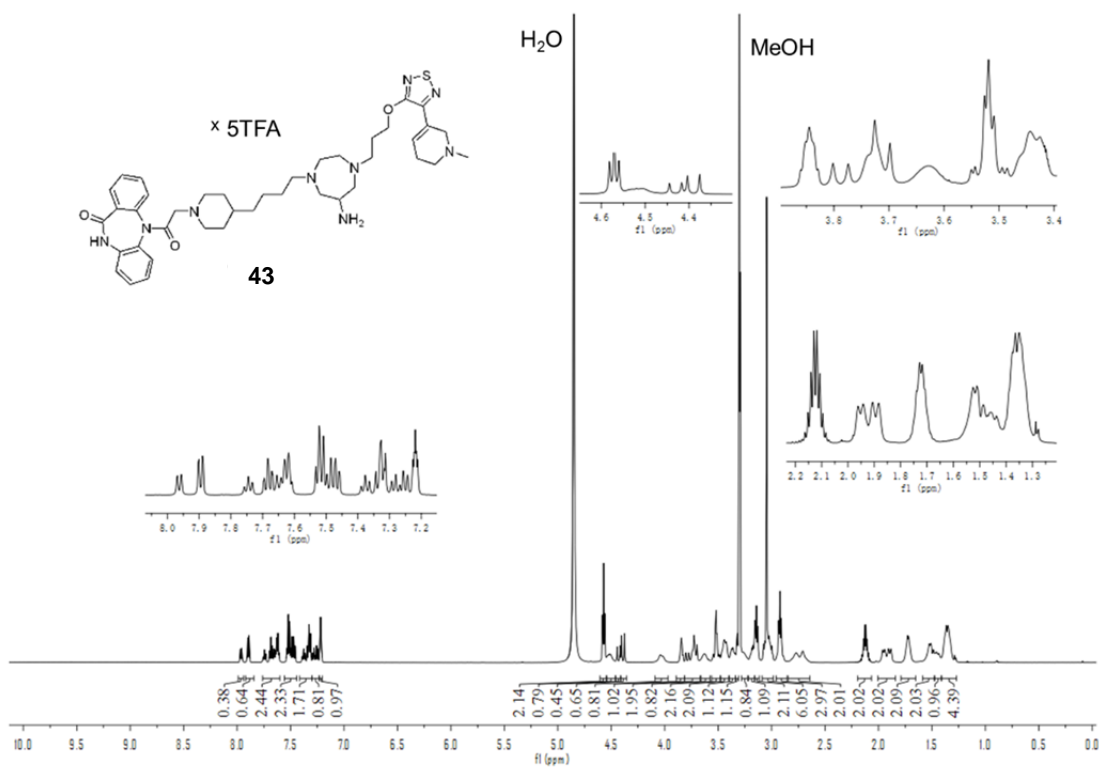 H2O
MeOH
x 5TFA
N S N
O
N
N
N
N
NH2
O
HN
N
O
N
43
4.6 4.5 4.4
f1 (ppm)
3.8 3.7 3.6 3.5 3.4
f1 (ppm)
8.0 7.9 7.8 7.7 7.6 7.5 7.4 7.3 7.2
f1 (ppm)
2.2 2.1 2.0 1.9 1.8 1.7 1.6 1.5 1.4 1.3
f1 (ppm)
0.38 0.64 2.44 2.33 1.71 0.81 0.97 2.14 0.79 0.45 0.65 0.81 1.02 1.95 0.82 2.16 2.09 1.12 1.15 0.84 1.09 2.11 6.05 2.97 2.01 2.02 2.02 2.09 2.03 0.96 4.39
10.0 9.5 9.0 8.5 8.0 7.5 7.0 6.5 6.0 5.5 5.0 4.5 4.0 3.5 3.0 2.5 2.0 1.5 1.0 0.5 0.0
f1 (ppm)